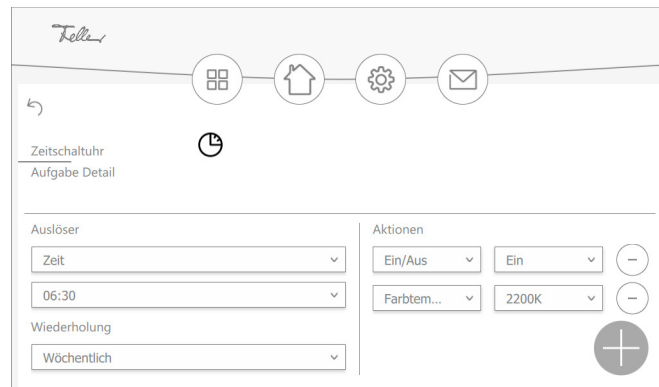 Feller
Zeitschaltuhr
Aufgabe Detail
Auslöser
Zeit
06:30
Wiederholung
Wöchentlich
Aktionen
Ein/Aus
Ein
Farbtem...
2200K